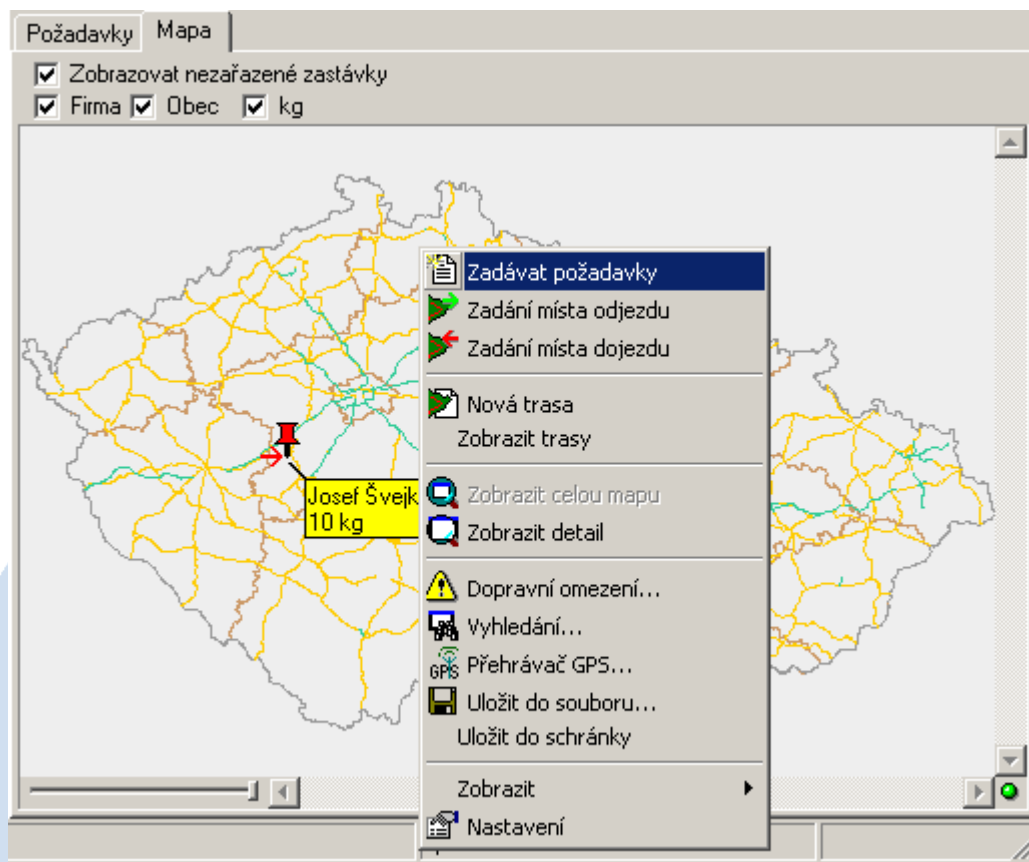 Požadavky Mapa
Zobrazovat nezařazené zastávky
Firma Obec kg
Josef Švejk
10 kg
Zadávat požadavky
Zadání místa odjezdu
Zadání místa dojezdu
Nová trasa
Zobrazit trasy
Zobrazit celou mapu
Zobrazit detail
Dopravní omezení...
Vyhledání...
GPS Přehrávač GPS...
Uložit do souboru...
Uložit do schránky
Zobrazit
Nastavení